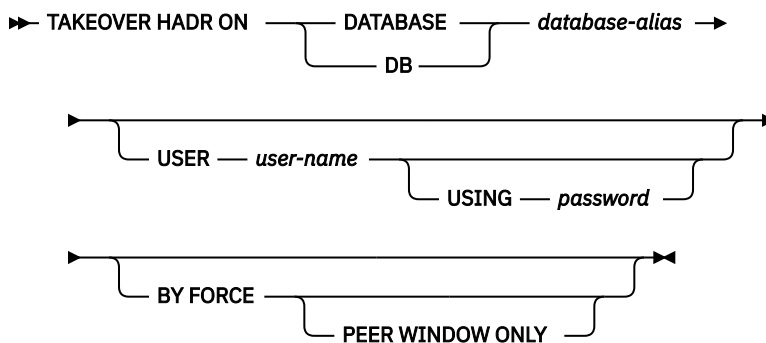 TAKEOVER HADR ON DATABASE database-alias
DB
USER user-name
USING password
BY FORCE
PEER WINDOW ONLY